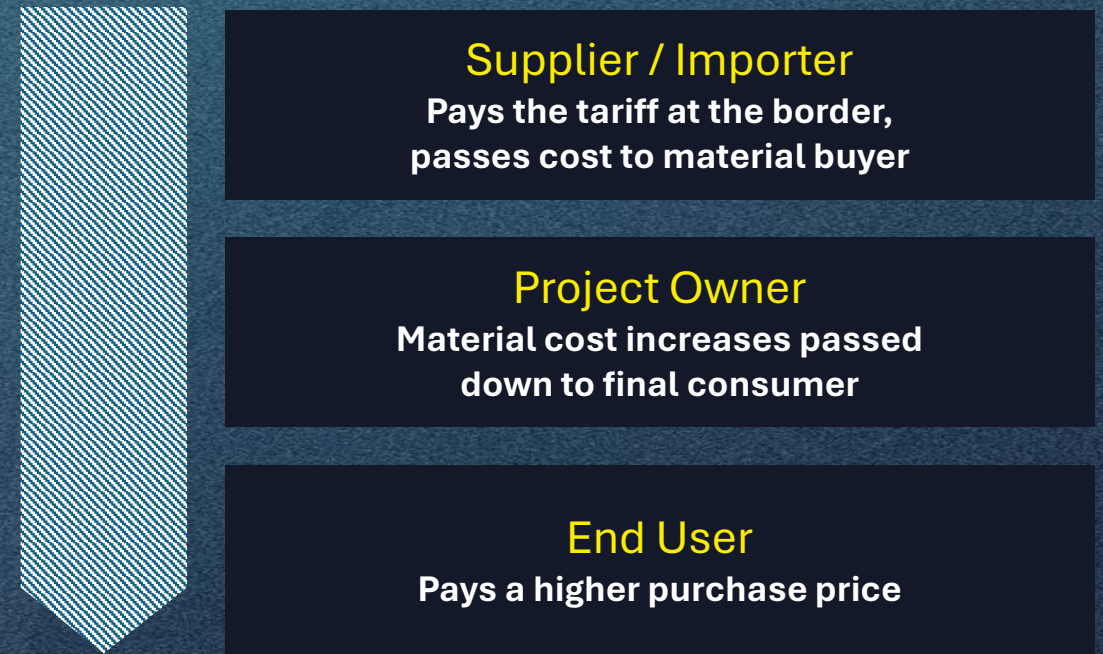 Supplier / Importer
Pays the tariff at the border,
passes cost to material buyer
Project Owner
Material cost increases passed
down to final consumer
End User
Pays a higher purchase price